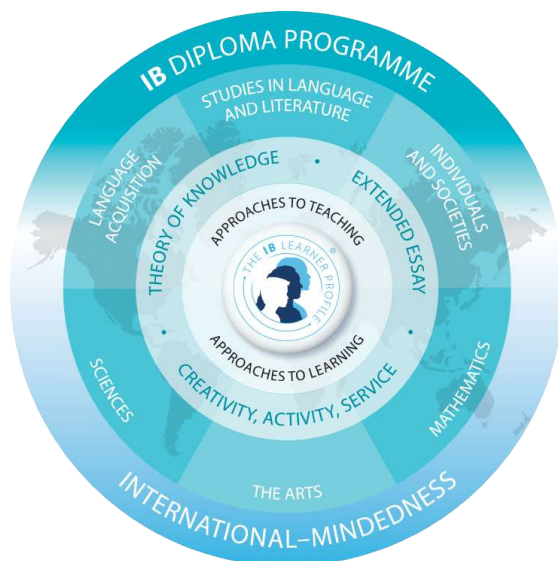 IB DIPLOMA PROGRAMME
STUDIES IN LANGUAGE
AND LITERATURE
LANGUAGE
ACQUISITION
INDIVIDUALS
AND SOCIETIES
THEORY OF KNOWLEDGE
EXTENDED ESSAY
APPROACHES TO TEACHING
THE IB LEARNER PROFILE
®
APPROACHES TO LEARNING
CREATIVITY, ACTIVITY, SERVICE
SCIENCES
MATHEMATICS
THE ARTS
INTERNATIONAL–MINDEDNESS